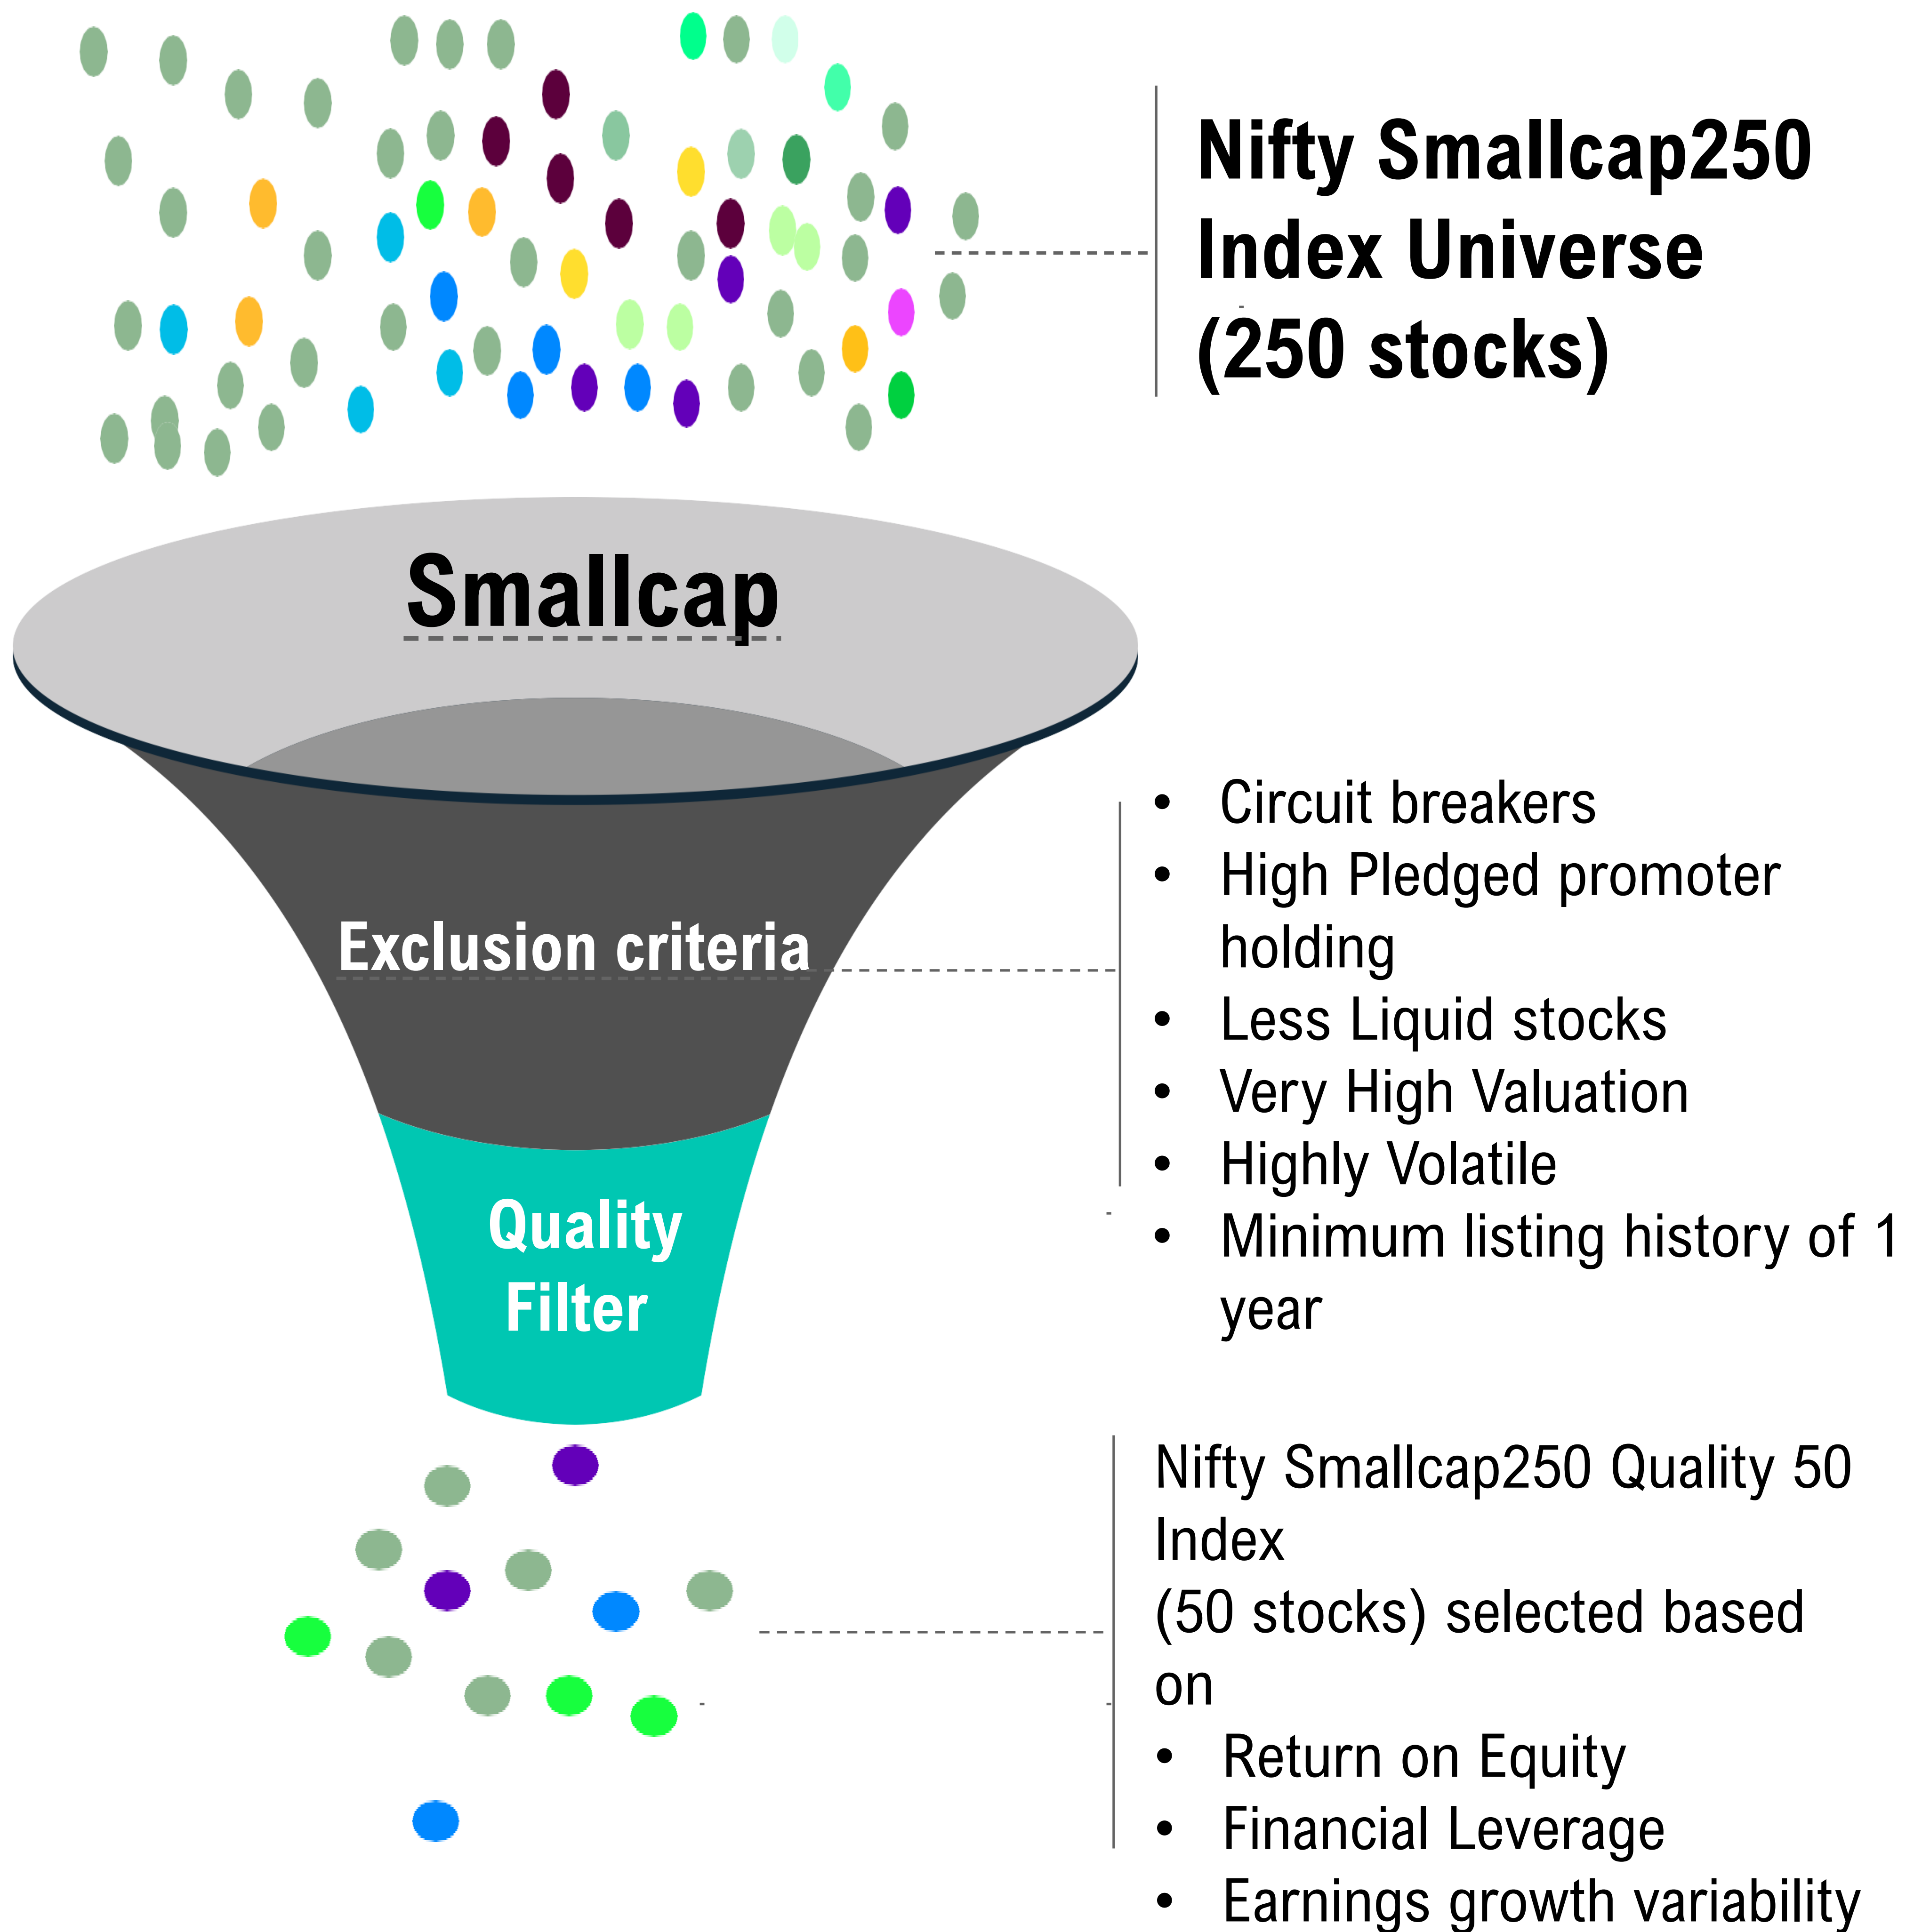 Nifty Smallcap250
Index Universe
(250 stocks)
Smallcap
Exclusion criteria
• Circuit breakers
• High Pledged promoter
holding
• Less Liquid stocks
• Very High Valuation
• Highly Volatile
• Minimum listing history of 1
year
Quality
Filter
Nifty Smallcap250 Quality 50
Index
(50 stocks) selected based
on
• Return on Equity
• Financial Leverage
• Earnings growth variability